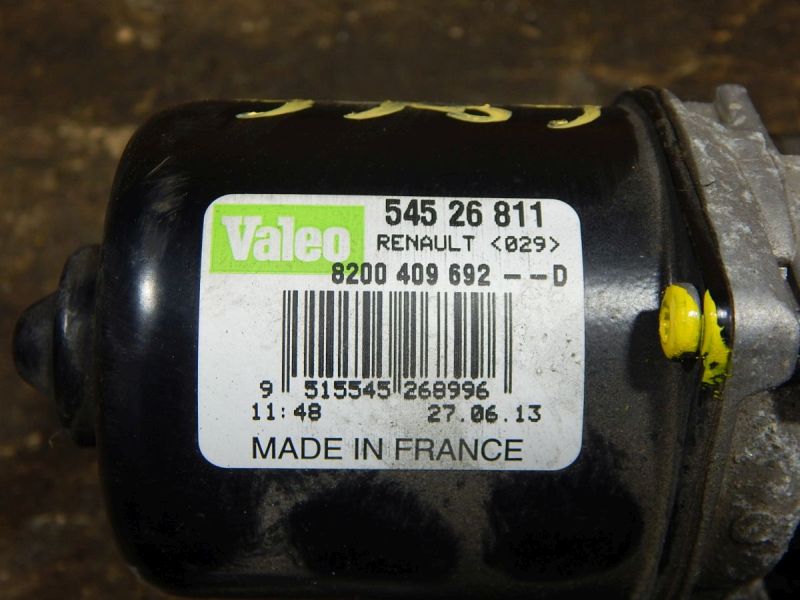 Valeo
545 26 811
RENAULT <029>
8200 409 692 --D
9 515545 268996
11:48 27.06.13
MADE IN FRANCE